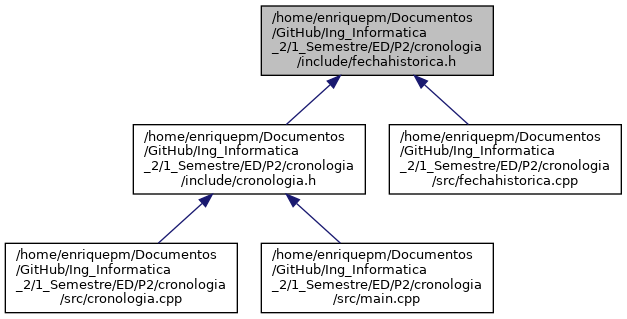 /home/enriquepm/Documentos
/GitHub/Ing_Informatica
_2/1_Semestre/ED/P2/cronologia
/include/fechahistorica.h
/home/enriquepm/Documentos
/GitHub/Ing_Informatica
_2/1_Semestre/ED/P2/cronologia
/include/cronologia.h
/home/enriquepm/Documentos
/GitHub/Ing_Informatica
_2/1_Semestre/ED/P2/cronologia
/src/fechahistorica.cpp
/home/enriquepm/Documentos
/GitHub/Ing_Informatica
_2/1_Semestre/ED/P2/cronologia
/src/cronologia.cpp
/home/enriquepm/Documentos
/GitHub/Ing_Informatica
_2/1_Semestre/ED/P2/cronologia
/src/main.cpp